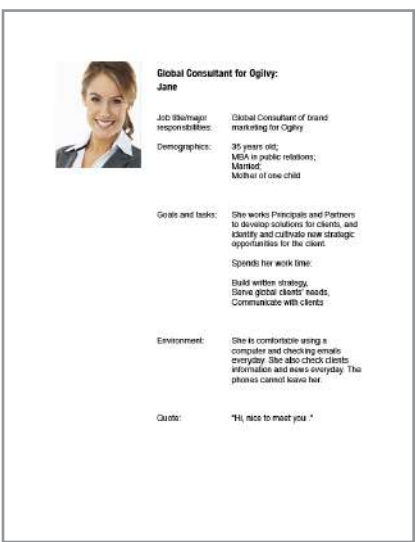 Global Consultant for Ogilvy:
Jane
Job title/major
responsibilities:
Global Consultant of brand
marketing for Ogilvy
Demographics:
35 years old;
MBA in public relations;
Married;
Mother of one child
Goals and tasks:
She works Principals and Partners
to develop solutions for clients, and
identify and cultivate new strategic
opportunities for the client.
Spends her work time:
Build written strategy,
Serve global clients' needs,
Communicate with clients
Environment:
She is comfortable using a
computer and checking emails
everyday. She also check clients
information and news everyday. The
phones cannot leave her.
Quote:
"Hi, nice to meet you ."